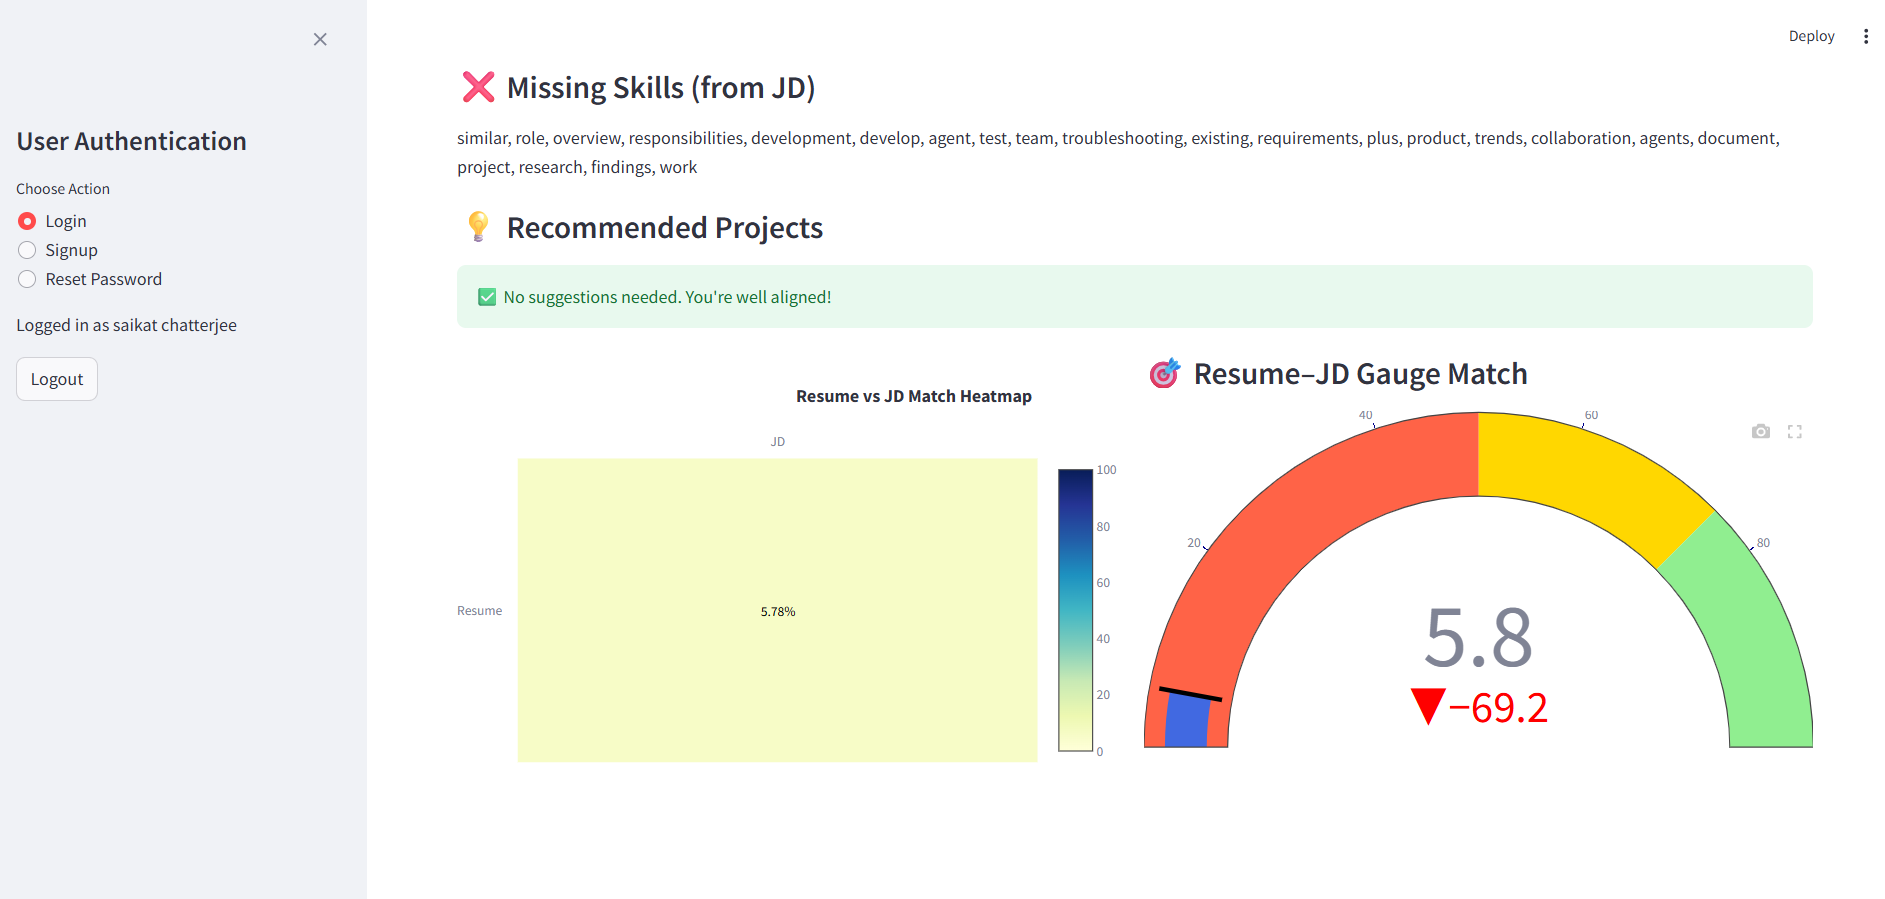 Deploy
User Authentication
Choose Action
Login
Signup
Reset Password
Logged in as saikat chatterjee
Logout
Missing Skills (from JD)
similar, role, overview, responsibilities, development, develop, agent, test, team, troubleshooting, existing, requirements, plus, product, trends, collaboration, agents, document,
project, research, findings, work
Recommended Projects
No suggestions needed. You're well aligned!
Resume vs JD Match Heatmap
JD
Resume
5.78%
100
80
60
40
20
0
Resume–JD Gauge Match
20
40
60
80
5.8
▼−69.2